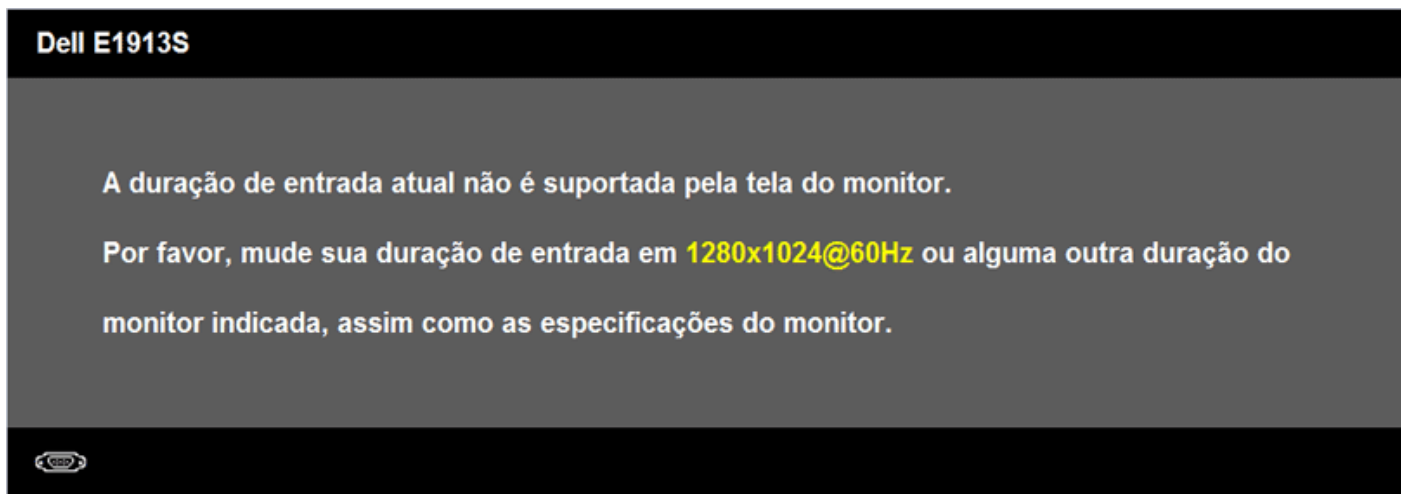 Dell E1913S
A duração de entrada atual não é suportada pela tela do monitor.
Por favor, mude sua duração de entrada em 1280x1024@60Hz ou alguma outra duração do
monitor indicada, assim como as especificações do monitor.